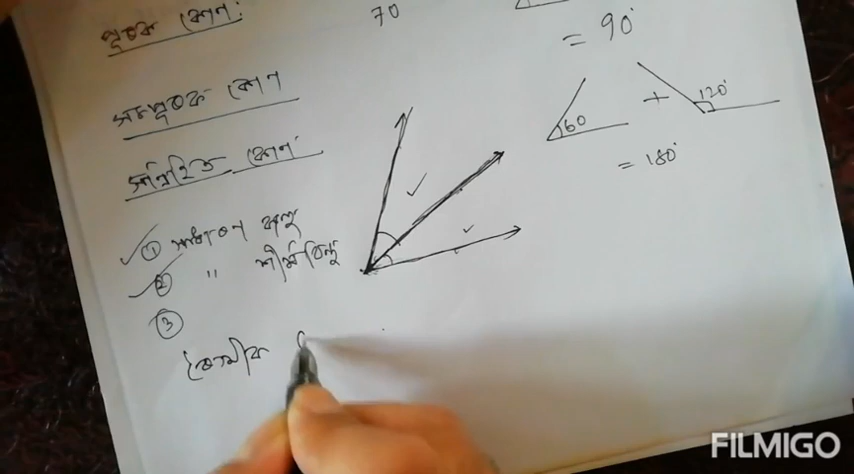 পূরক কোণ:
70
= 90°
সম্পূরক কোণ
60 + 120°
= 180°
সন্নিহিত কোণ:
① সাধারণ বাহু
② " শীর্ষবিন্দু
③
FILMIGO